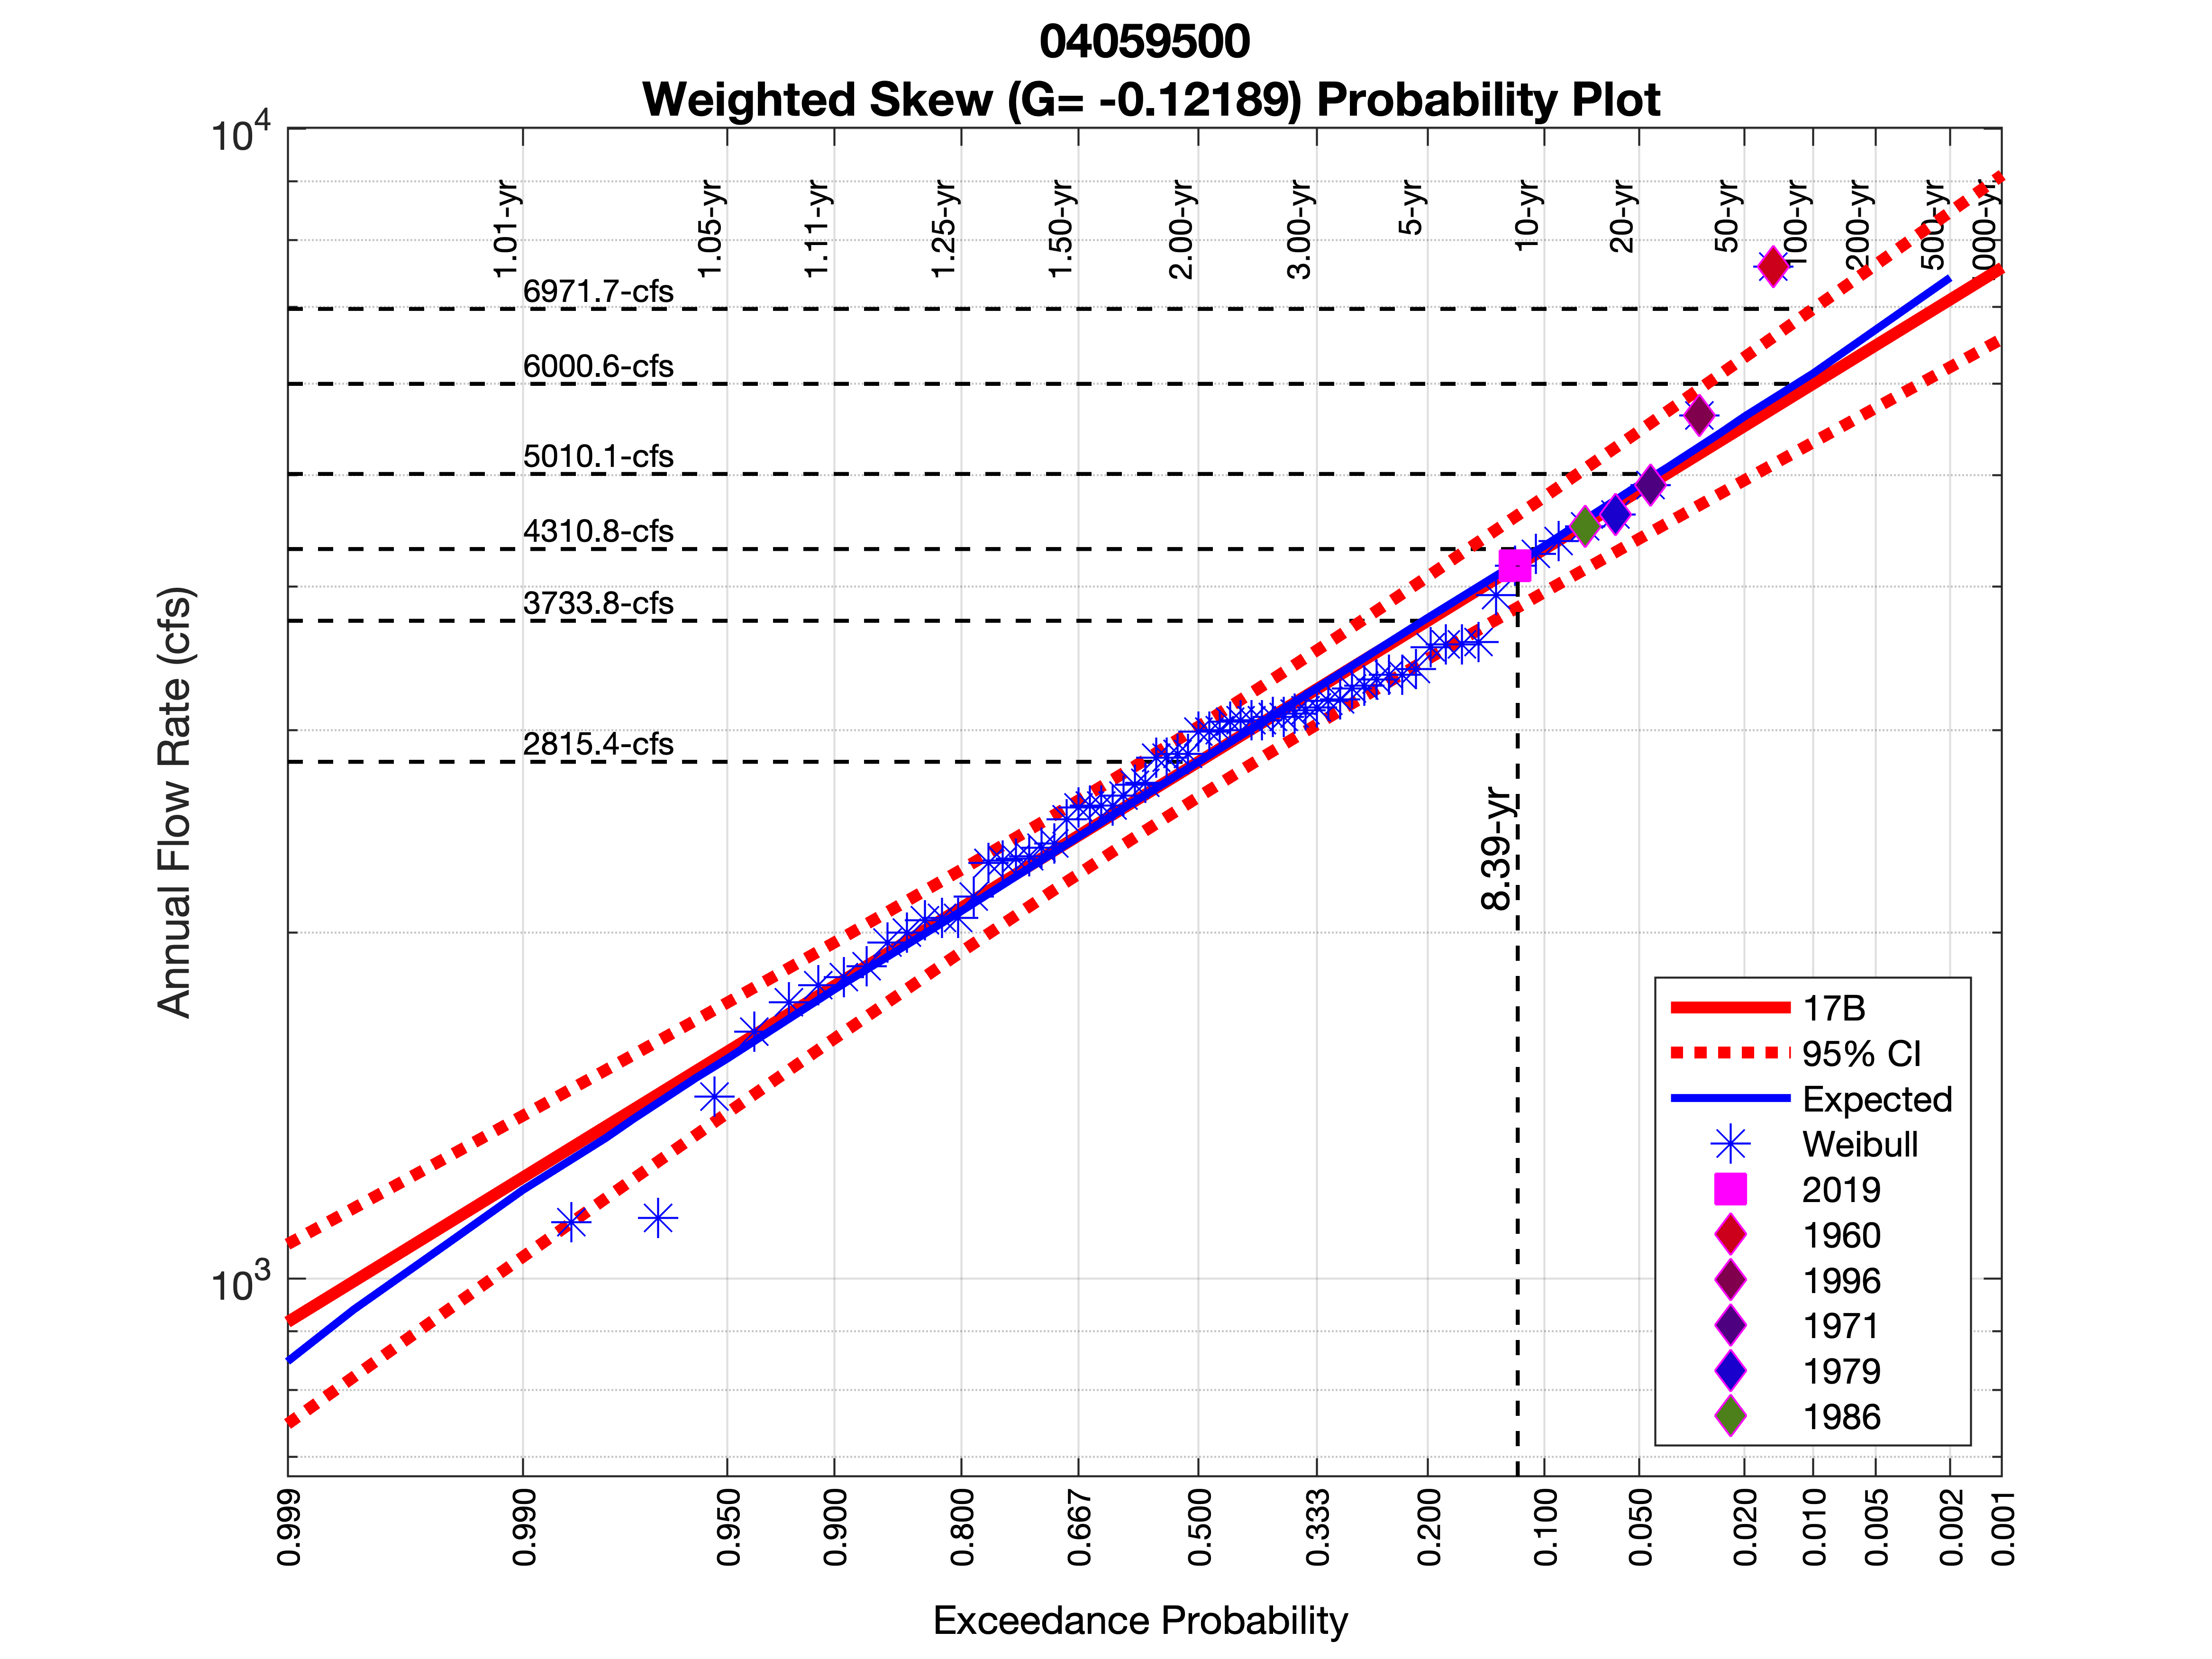 04059500
Weighted Skew (G= -0.12189) Probability Plot
10^4
10^3
Annual Flow Rate (cfs)
1.01-yr
1.05-yr
1.11-yr
1.25-yr
1.50-yr
2.00-yr
3.00-yr
5-yr
10-yr
20-yr
50-yr
100-yr
200-yr
500-yr
000-yr
6971.7-cfs
6000.6-cfs
5010.1-cfs
4310.8-cfs
3733.8-cfs
2815.4-cfs
8.39-yr
17B
95% CI
Expected
Weibull
2019
1960
1996
1971
1979
1986
0.999
0.990
0.950
0.900
0.800
0.667
0.500
0.333
0.200
0.100
0.050
0.020
0.010
0.005
0.002
0.001
Exceedance Probability